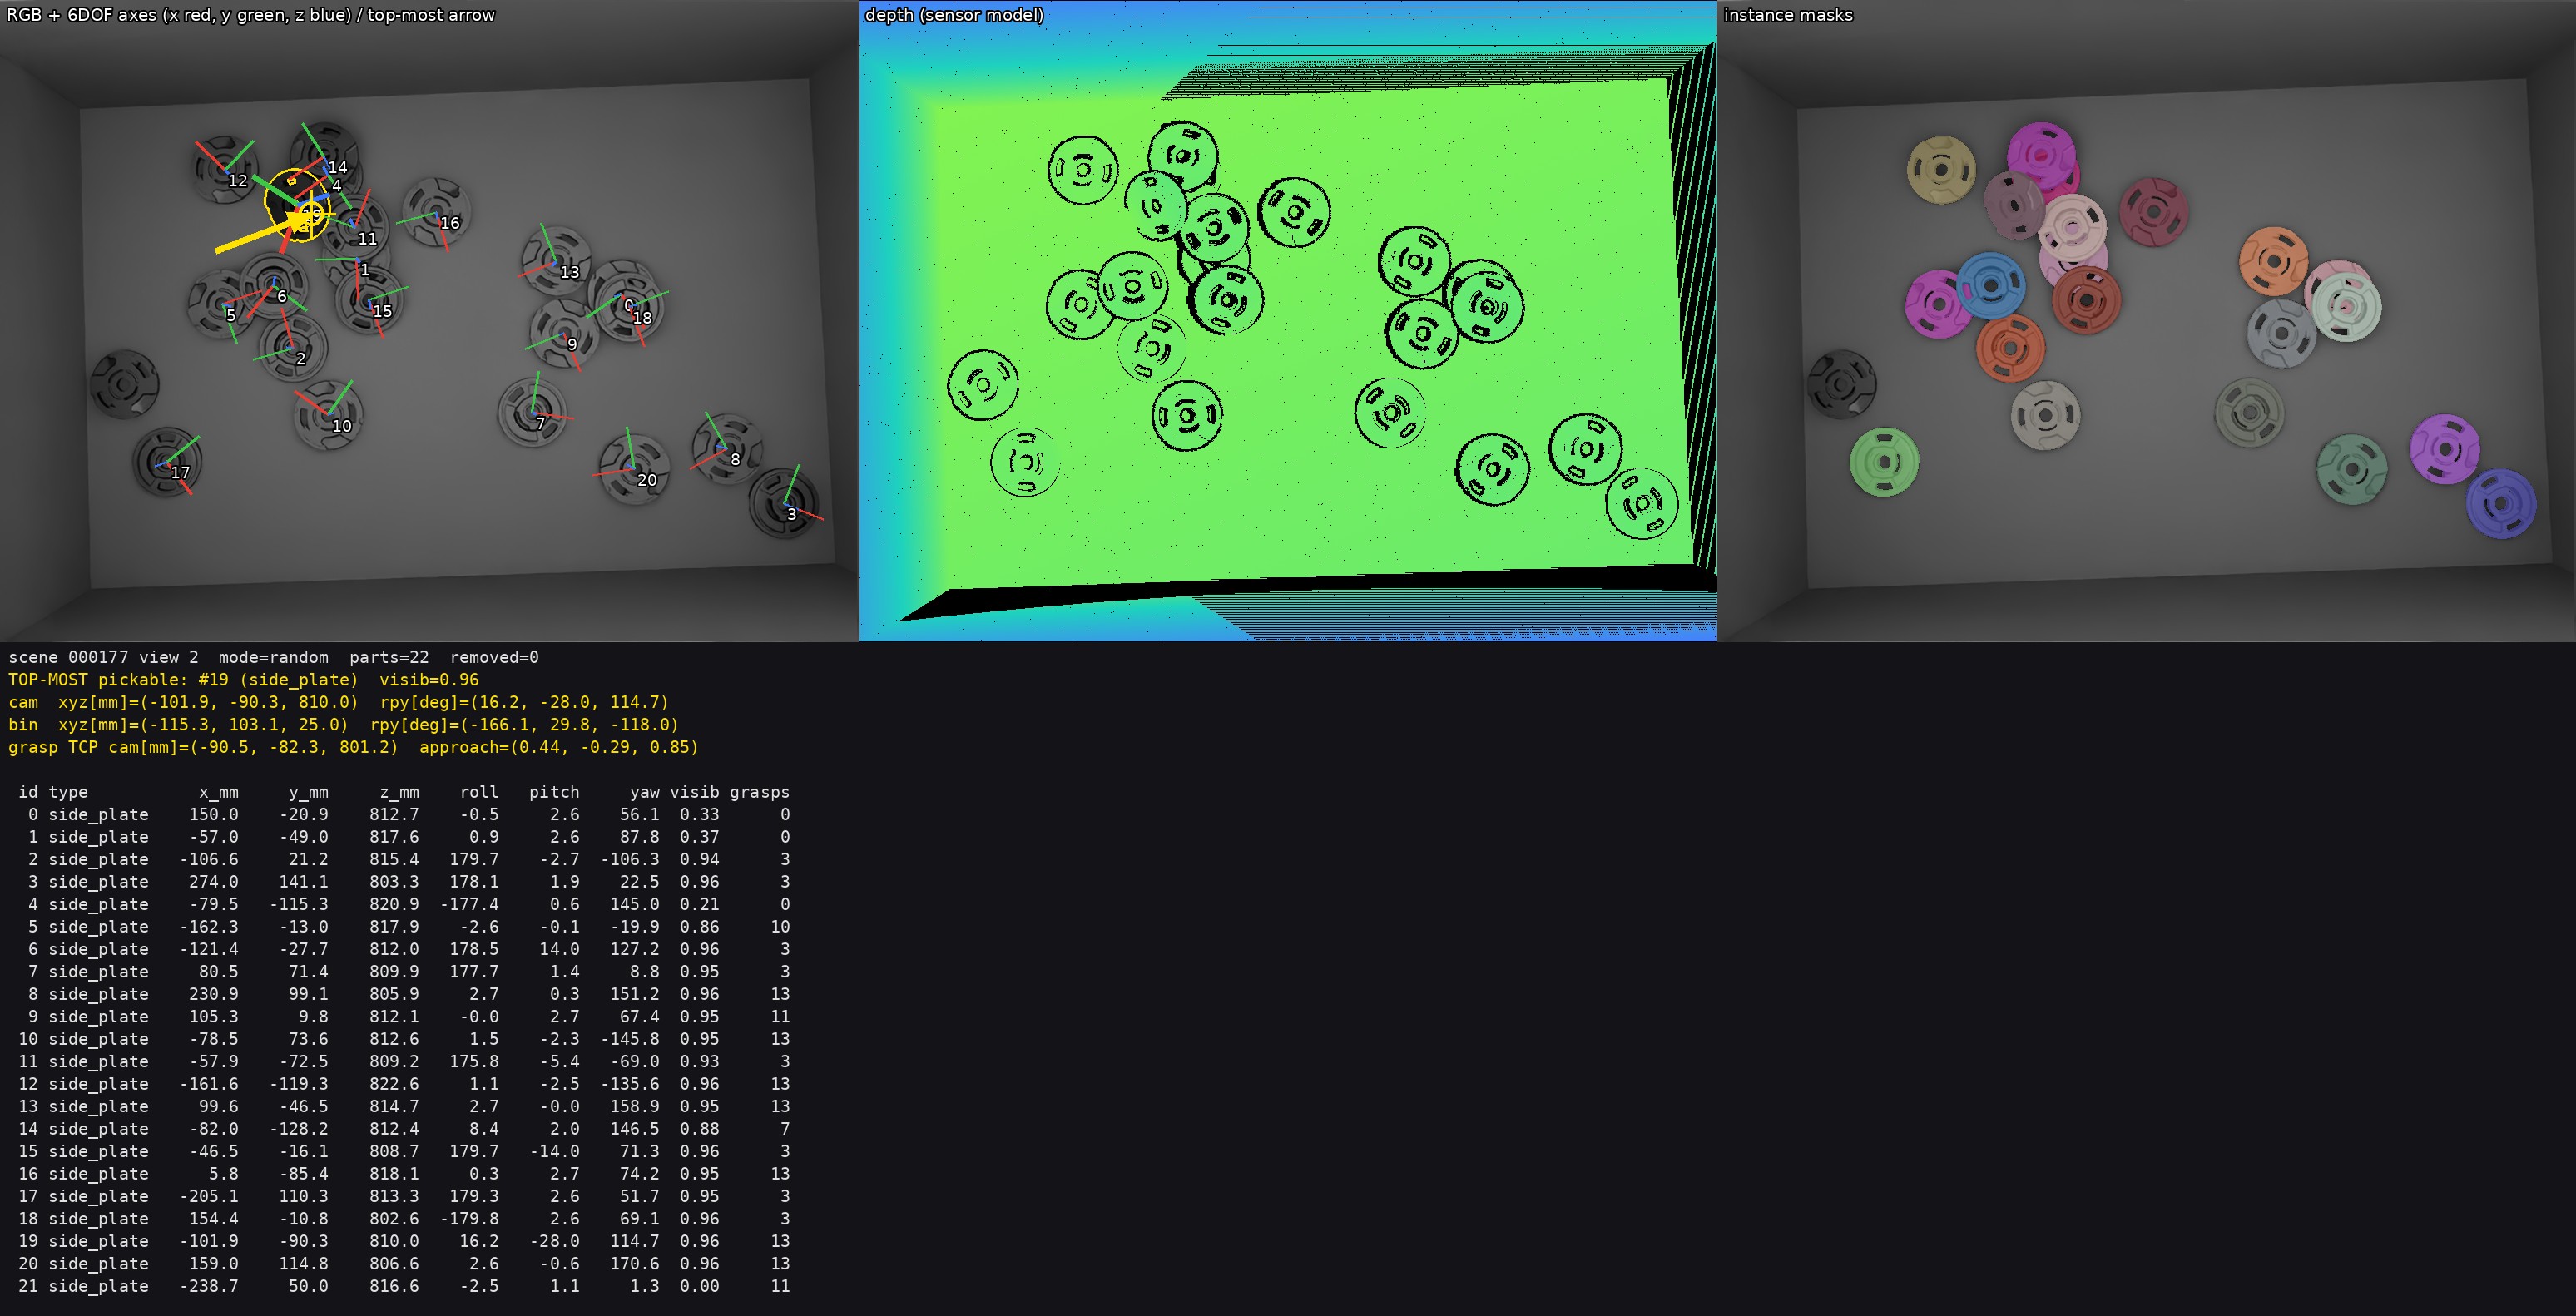 RGB + 6DOF axes (x red, y green, z blue) / top-most arrow
depth (sensor model)
instance masks
12
14
4
16
11
13
1
6
5
15
0
18
2
9
10
7
17
20
8
3
scene 000177 view 2  mode=random  parts=22  removed=0
TOP-MOST pickable: #19 (side_plate)  visib=0.96
cam  xyz[mm]=(-101.9, -90.3, 810.0)  rpy[deg]=(16.2, -28.0, 114.7)
bin  xyz[mm]=(-115.3, 103.1, 25.0)  rpy[deg]=(-166.1, 29.8, -118.0)
grasp TCP cam[mm]=(-90.5, -82.3, 801.2)  approach=(0.44, -0.29, 0.85)
id type x_mm y_mm z_mm roll pitch yaw visib grasps
0 side_plate 150.0 -20.9 812.7 -0.5 2.6 56.1 0.33 0
1 side_plate -57.0 -49.0 817.6 0.9 2.6 87.8 0.37 0
2 side_plate -106.6 21.2 815.4 179.7 -2.7 -106.3 0.94 3
3 side_plate 274.0 141.1 803.3 178.1 1.9 22.5 0.96 3
4 side_plate -79.5 -115.3 820.9 -177.4 0.6 145.0 0.21 0
5 side_plate -162.3 -13.0 817.9 -2.6 -0.1 -19.9 0.86 10
6 side_plate -121.4 -27.7 812.0 178.5 14.0 127.2 0.96 3
7 side_plate 80.5 71.4 809.9 177.7 1.4 8.8 0.95 3
8 side_plate 230.9 99.1 805.9 2.7 0.3 151.2 0.96 13
9 side_plate 105.3 9.8 812.1 -0.0 2.7 67.4 0.95 11
10 side_plate -78.5 73.6 812.6 1.5 -2.3 -145.8 0.95 13
11 side_plate -57.9 -72.5 809.2 175.8 -5.4 -69.0 0.93 3
12 side_plate -161.6 -119.3 822.6 1.1 -2.5 -135.6 0.96 13
13 side_plate 99.6 -46.5 814.7 2.7 -0.0 158.9 0.95 13
14 side_plate -82.0 -128.2 812.4 8.4 2.0 146.5 0.88 7
15 side_plate -46.5 -16.1 808.7 179.7 -14.0 71.3 0.96 3
16 side_plate 5.8 -85.4 818.1 0.3 2.7 74.2 0.95 13
17 side_plate -205.1 110.3 813.3 179.3 2.6 51.7 0.95 3
18 side_plate 154.4 -10.8 802.6 -179.8 2.6 69.1 0.96 3
19 side_plate -101.9 -90.3 810.0 16.2 -28.0 114.7 0.96 13
20 side_plate 159.0 114.8 806.6 2.6 -0.6 170.6 0.96 13
21 side_plate -238.7 50.0 816.6 -2.5 1.1 1.3 0.00 11